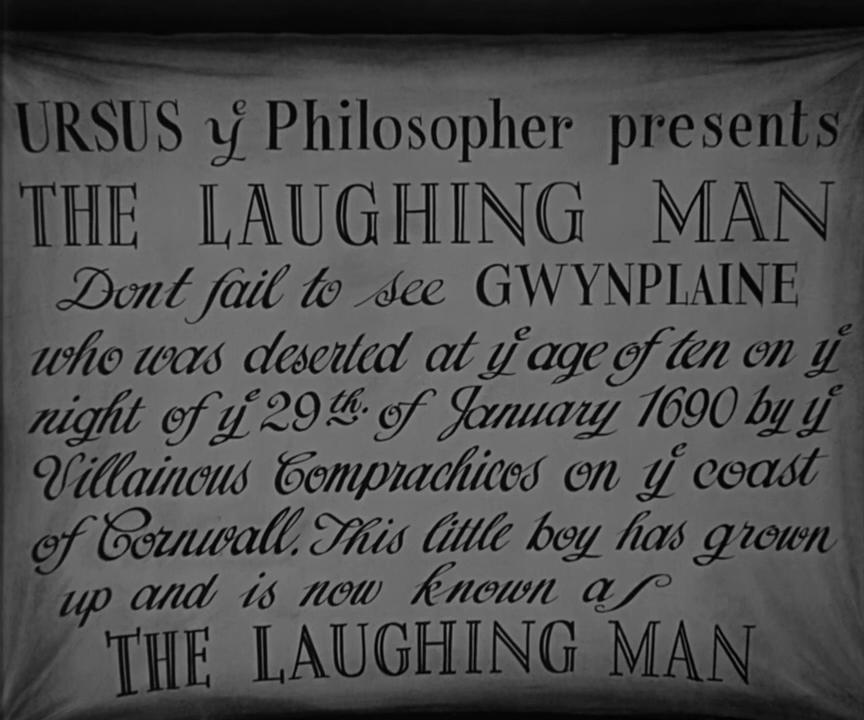 URSUS yͤ Philosopher presents
THE LAUGHING MAN
Dont fail to see GWYNPLAINE
who was deserted at yͤ age of ten on yͤ
night of yͤ 29th. of January 1690 by yͤ
Villainous Comprachicos on yͤ coast
of Cornwall. This little boy has grown
up and is now known as
THE LAUGHING MAN